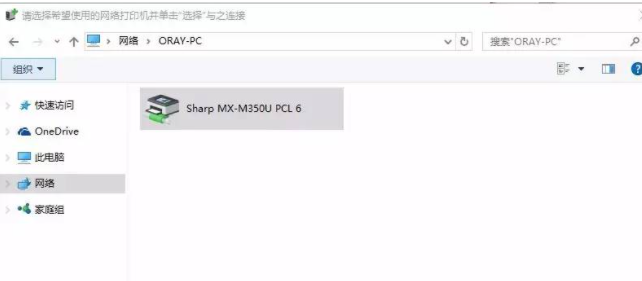 请选择希望使用的网络打印机并单击“选择”与之连接
网络 > ORAY-PC
搜索"ORAY-PC"
组织
快速访问
Sharp MX-M350U PCL 6
OneDrive
此电脑
网络
家庭组